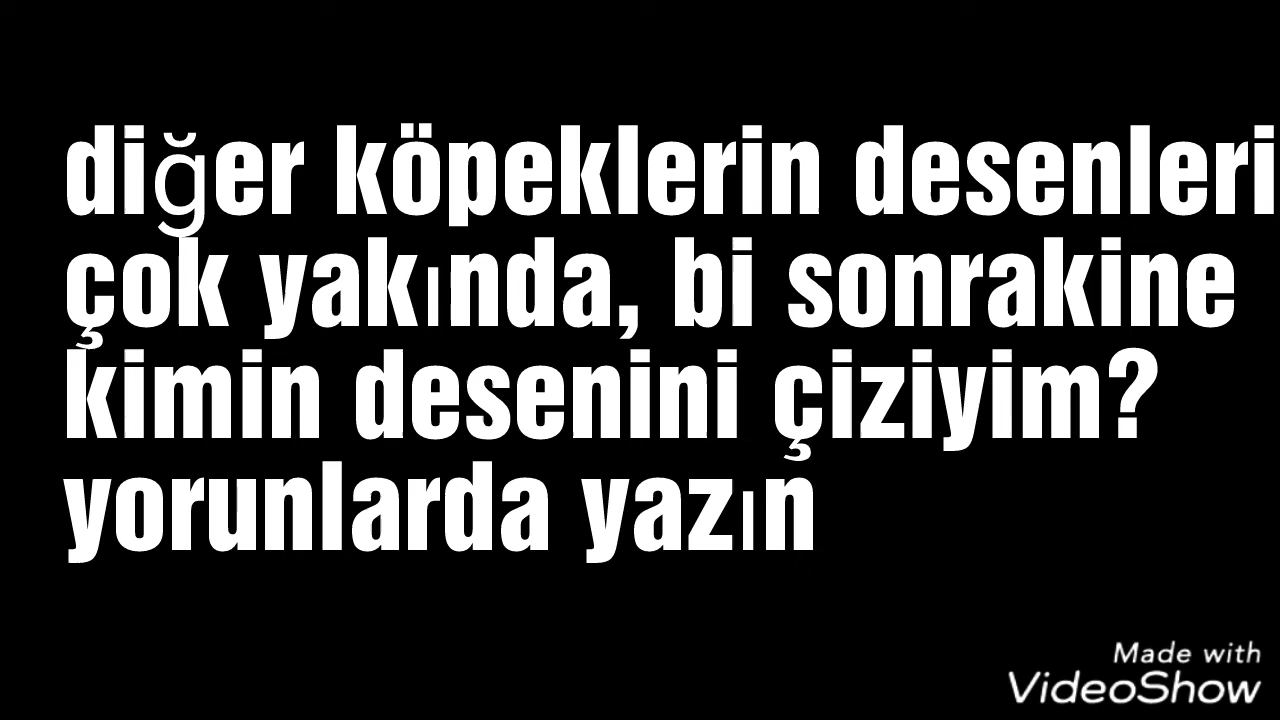 diğer köpeklerin desenleri
çok yakında, bi sonrakine
kimin desenini çiziyim?
yorunlarda yazın
Made with
VideoShow